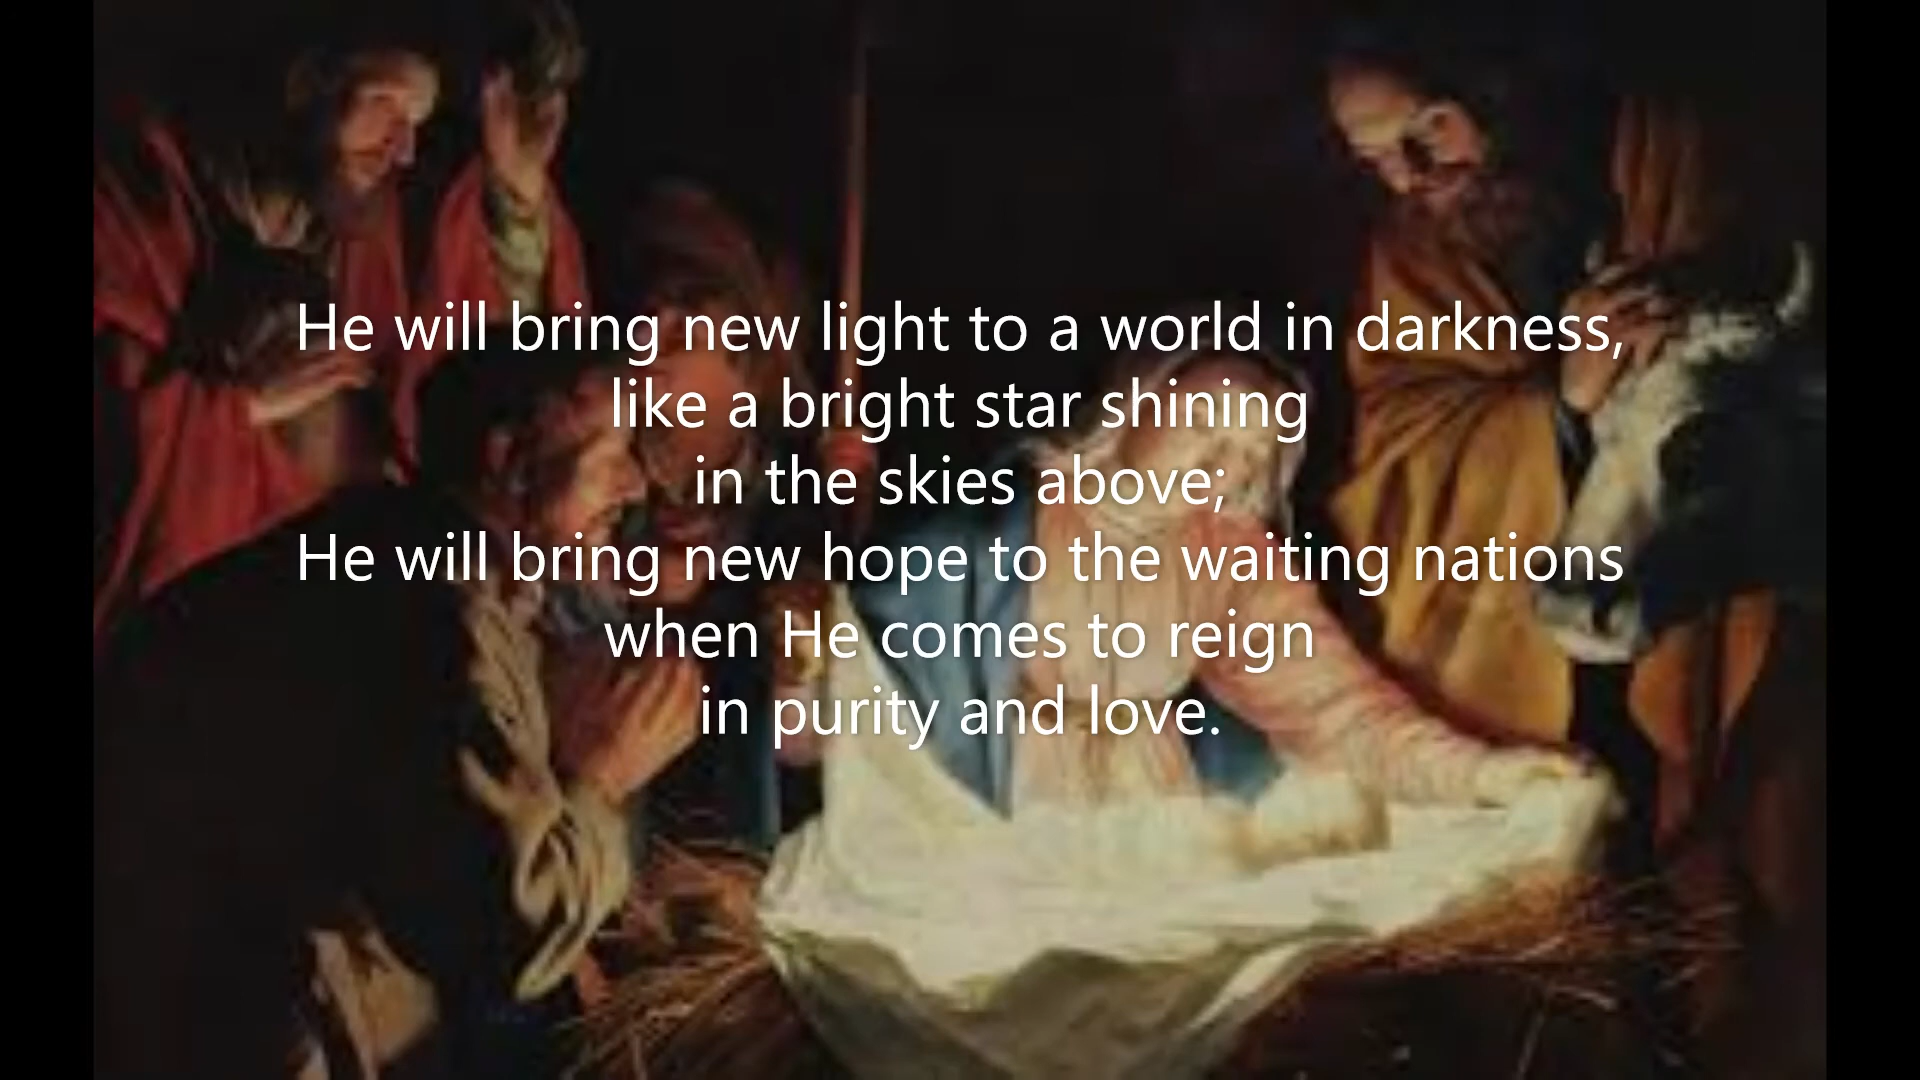 He will bring new light to a world in darkness,
like a bright star shining
in the skies above;
He will bring new hope to the waiting nations
when He comes to reign
in purity and love.